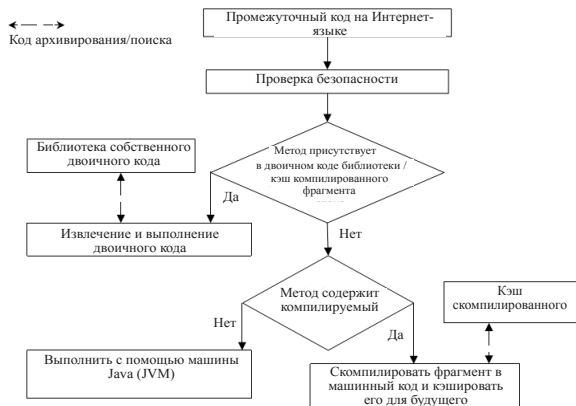 Код архивирования/поиска
Промежуточный код на Интернет-
языке
Проверка безопасности
Библиотека собственного
двоичного кода
Метод присутствует
в двоичном коде библиотеки /
кэш компилированного
фрагмента
Да
Извлечение и выполнение
двоичного кода
Нет
Метод содержит
компилируемый
Кэш
скомпилированного
Нет
Да
Выполнить с помощью машины
Java (JVM)
Скомпилировать фрагмент в
машинный код и кэшировать
его для будущего